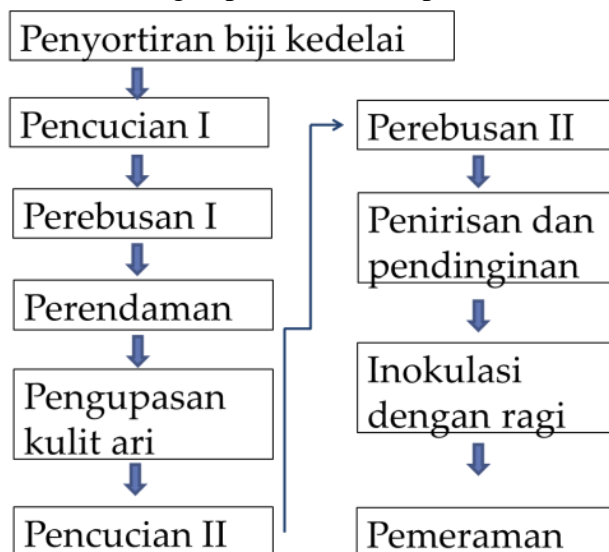 Penyortiran biji kedelai
Pencucian I
Perebusan I
Perendaman
Pengupasan
kulit ari
Pencucian II
Perebusan II
Penirisan dan
pendinginan
Inokulasi
dengan ragi
Pemeraman